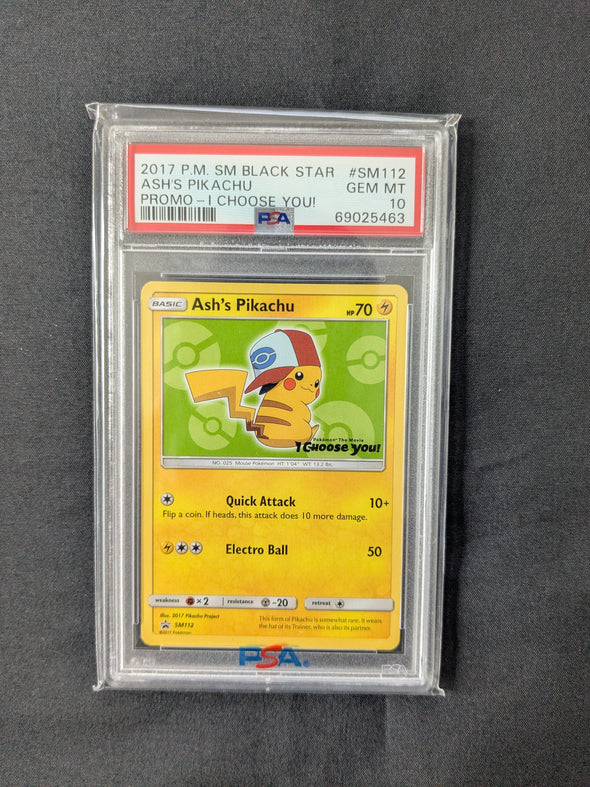 2017 P.M. SM BLACK STAR #SM112
ASH'S PIKACHU GEM MT
PROMO-I CHOOSE YOU! 10
PSA 69025463
BASIC Ash's Pikachu HP 70
Pokémon The Movie
I Choose you!
NO. 025 Mouse Pokémon HT: 1'04" WT: 13.2 lbs.
Quick Attack 10+
Flip a coin. If heads, this attack does 10 more damage.
Electro Ball 50
weakness ×2 resistance -20 retreat
Illus. 2017 Pikachu Project
SM112
©2017 Pokémon
This form of Pikachu is somewhat rare. It wears
the hat of its Trainer, who is also its partner.
PSA®
PSA